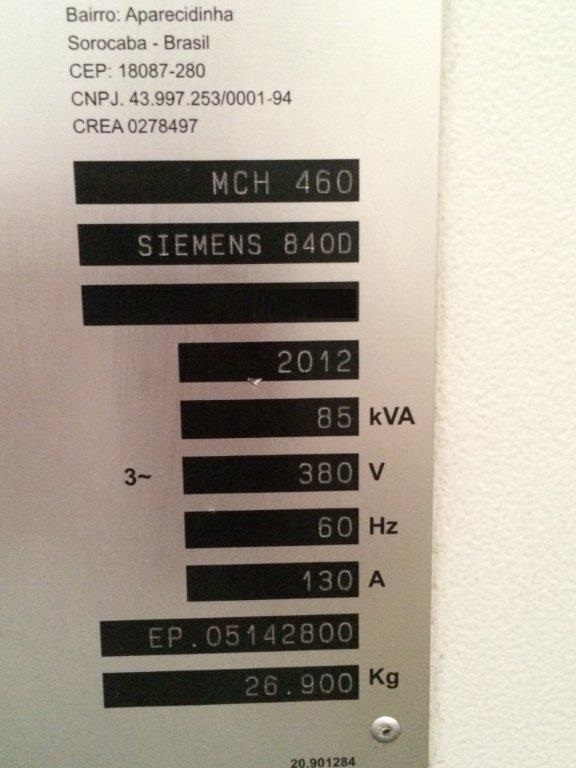 Bairro: Aparecidinha
Sorocaba - Brasil
CEP: 18087-280
CNPJ. 43.997.253/0001-94
CREA 0278497
MCH 460
SIEMENS 840D
2012
85 kVA
3~ 380 V
60 Hz
130 A
EP.05142800
26.900 Kg
20.901284